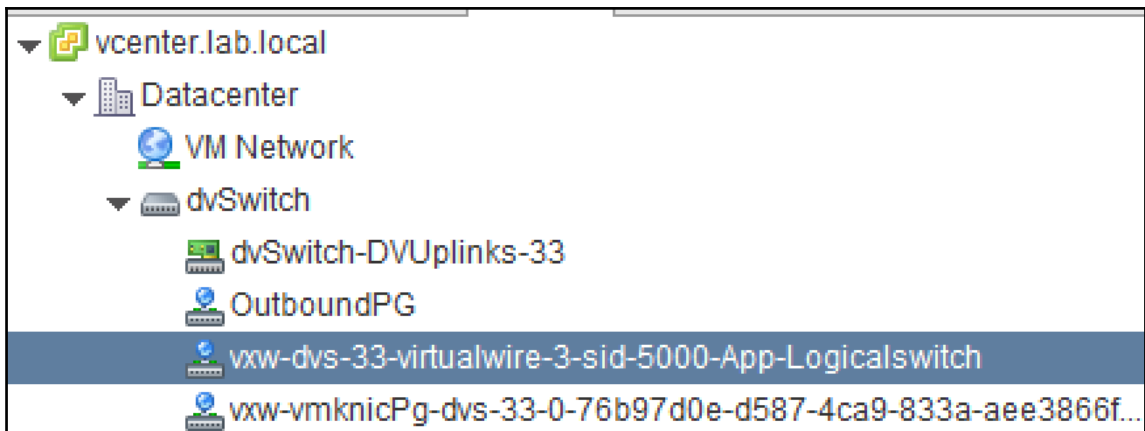 vcenter.lab.local
Datacenter
VM Network
dvSwitch
dvSwitch-DVUplinks-33
OutboundPG
vxw-dvs-33-virtualwire-3-sid-5000-App-Logicalswitch
vxw-vmknicPg-dvs-33-0-76b97d0e-d587-4ca9-833a-aee3866f...